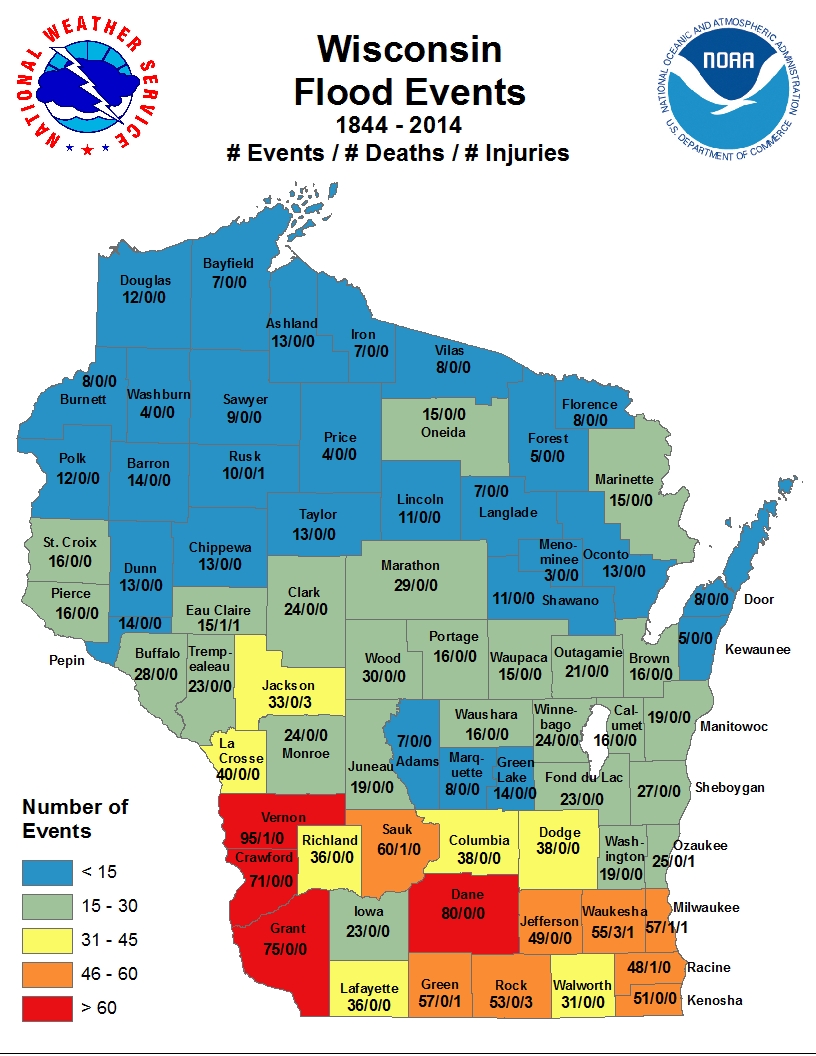 NATIONAL WEATHER SERVICE
Wisconsin
Flood Events
1844 - 2014
# Events / # Deaths / # Injuries
NATIONAL OCEANIC AND ATMOSPHERIC ADMINISTRATION
NOAA
U.S. DEPARTMENT OF COMMERCE
Douglas
12/0/0
Bayfield
7/0/0
Ashland
13/0/0
Iron
7/0/0
Vilas
8/0/0
8/0/0
Burnett
Washburn
4/0/0
Sawyer
9/0/0
Price
4/0/0
15/0/0
Oneida
Forest
5/0/0
Florence
8/0/0
Marinette
15/0/0
Polk
12/0/0
Barron
14/0/0
Rusk
10/0/1
Taylor
13/0/0
Lincoln
11/0/0
7/0/0
Langlade
Meno-
minee
3/0/0
Oconto
13/0/0
St. Croix
16/0/0
Dunn
13/0/0
Chippewa
13/0/0
Clark
24/0/0
Marathon
29/0/0
11/0/0 Shawano
8/0/0
Door
Pierce
16/0/0
14/0/0
Pepin
Eau Claire
15/1/1
5/0/0
Kewaunee
Buffalo
28/0/0
Tremp-
ealeau
23/0/0
Jackson
33/0/3
Wood
30/0/0
Portage
16/0/0
Waupaca
15/0/0
Outagamie
21/0/0
Brown
16/0/0
La
Crosse
40/0/0
24/0/0
Monroe
Juneau
19/0/0
7/0/0
Adams
Waushara
16/0/0
Winne-
bago
24/0/0
Cal-
umet
16/0/0
19/0/0
Manitowoc
Marq-
uette
8/0/0
Green
Lake
14/0/0
Fond du Lac
23/0/0
27/0/0
Sheboygan
Vernon
95/1/0
Crawford
71/0/0
Richland
36/0/0
Sauk
60/1/0
Columbia
38/0/0
Dodge
38/0/0
Wash-
ington
19/0/0
Ozaukee
25/0/1
Grant
75/0/0
Iowa
23/0/0
Dane
80/0/0
Jefferson
49/0/0
Waukesha
55/3/1
Milwaukee
57/1/1
Lafayette
36/0/0
Green
57/0/1
Rock
53/0/3
Walworth
31/0/0
48/1/0
Racine
51/0/0
Kenosha
Number of
Events
< 15
15 - 30
31 - 45
46 - 60
> 60